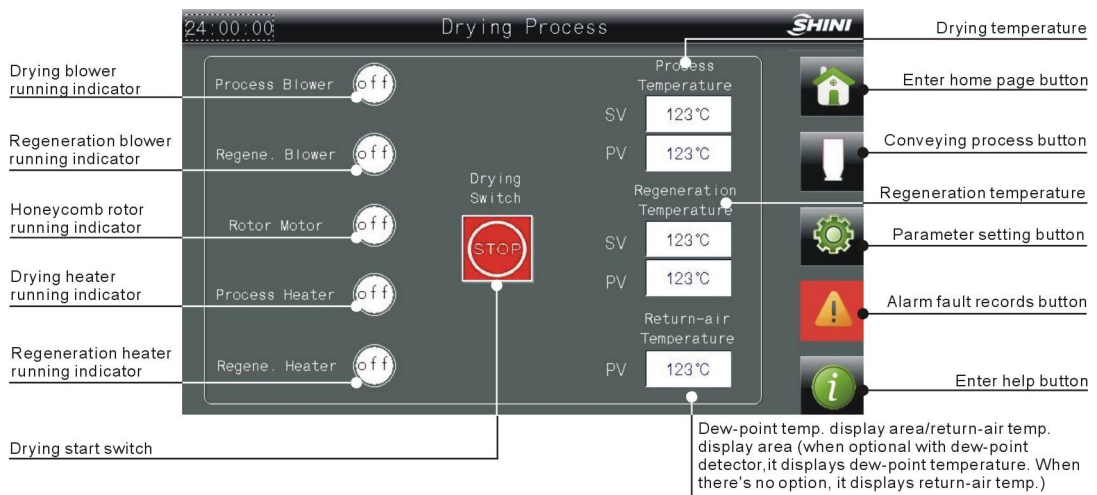 24:00:00
Drying Process
SHINI
Drying temperature
Drying blower
running indicator
Process Blower
off
Process
Temperature
SV
123℃
PV
123℃
Enter home page button
Regeneration blower
running indicator
Regene. Blower
off
Conveying process button
Drying
Switch
STOP
Regeneration
Temperature
SV
123℃
PV
123℃
Regeneration temperature
Honeycomb rotor
running indicator
Rotor Motor
off
Parameter setting button
Drying heater
running indicator
Process Heater
off
Alarm fault records button
Return-air
Temperature
PV
123℃
Regeneration heater
running indicator
Regene. Heater
off
i
Enter help button
Drying start switch
Dew-point temp. display area/return-air temp.
display area (when optional with dew-point
detector,it displays dew-point temperature. When
there's no option, it displays return-air temp.)